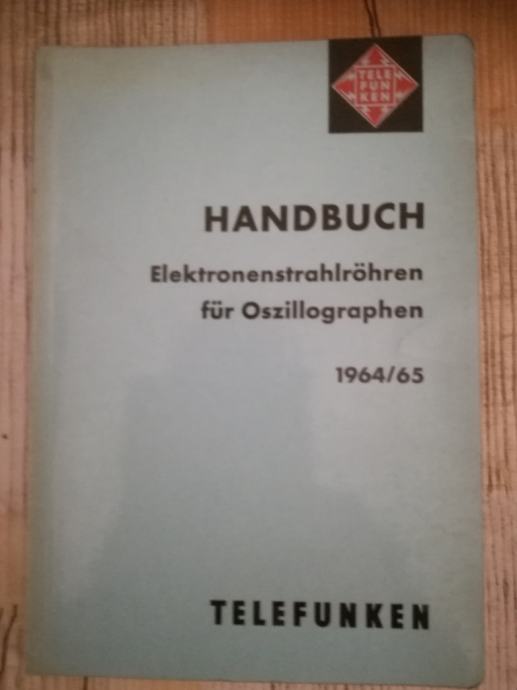 TELE
FUN
KEN
HANDBUCH
Elektronenstrahlröhren
für Oszillographen
1964/65
TELEFUNKEN